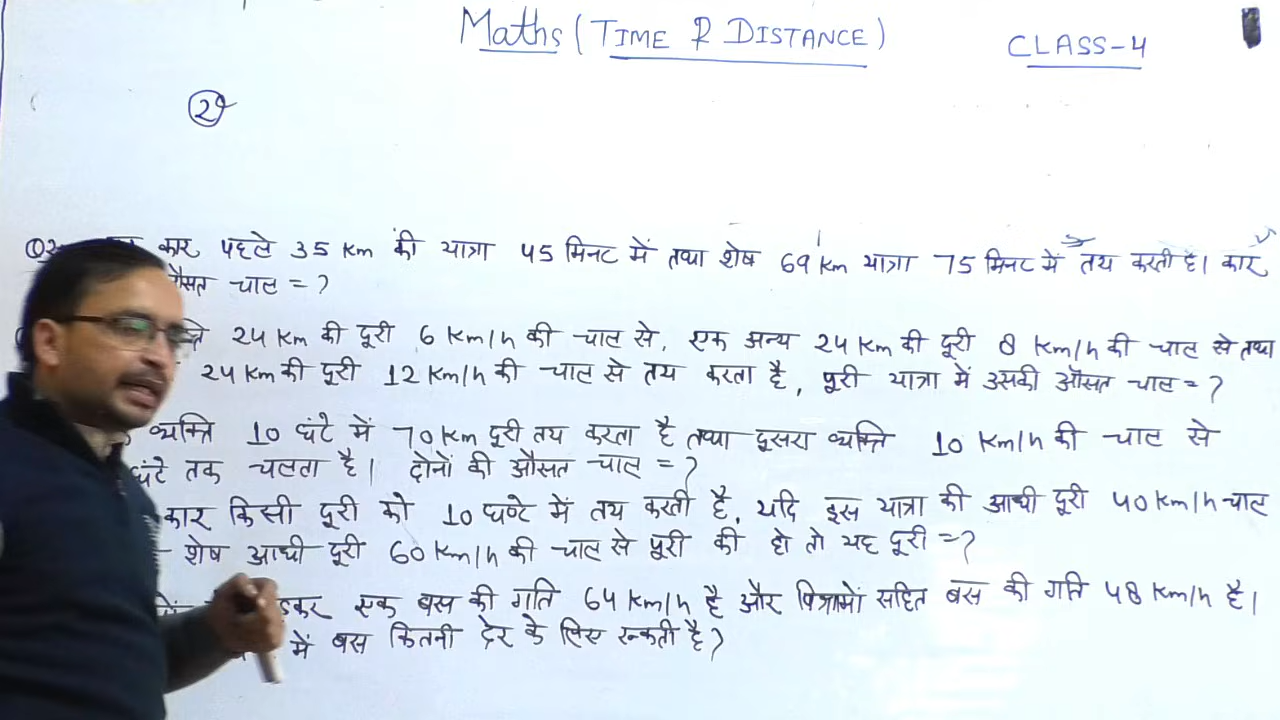 Maths (TIME & DISTANCE)
CLASS-4
कार पहले 35 Km की यात्रा 45 मिनट में तथा शेष 69 Km यात्रा 75 मिनट में तय करती है। कार
औसत चाल = ?
24 Km की दूरी 6 Km/h की चाल से, एक अन्य 24 Km की दूरी 8 Km/h की चाल से तथा
24 Km की दूरी 12 Km/h की चाल से तय करता है, पूरी यात्रा में उसकी औसत चाल = ?
व्यक्ति 10 घंटे में 70 Km दूरी तय करता है तथा दूसरा व्यक्ति 10 Km/h की चाल से
घंटे तक चलता है। दोनों की औसत चाल = ?
कार किसी दूरी को 10 घण्टे में तय करती है, यदि इस यात्रा की आधी दूरी 40 Km/h चाल
शेष आधी दूरी 60 Km/h की चाल से पूरी की हो तो यह दूरी = ?
एक बस की गति 64 Km/h है और विश्रामों सहित बस की गति 48 Km/h है।
में बस कितनी देर के लिए रुकती है?